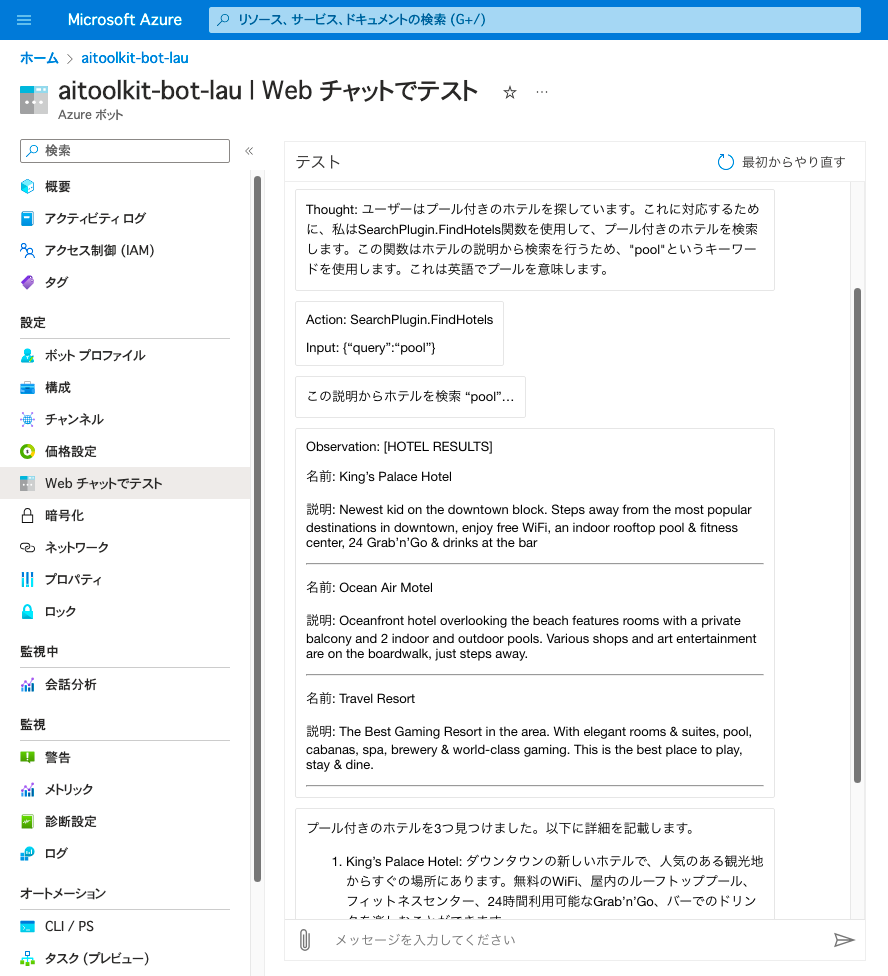 Microsoft Azure
リソース、サービス、ドキュメントの検索 (G+/)
ホーム > aitoolkit-bot-lau
aitoolkit-bot-lau | Web チャットでテスト ☆ …
Azure ボット
検索
«
概要
アクティビティ ログ
アクセス制御 (IAM)
タグ
設定
ボット プロファイル
構成
チャンネル
価格設定
Web チャットでテスト
暗号化
ネットワーク
プロパティ
ロック
監視中
会話分析
監視
警告
メトリック
診断設定
ログ
オートメーション
CLI / PS
タスク (プレビュー)
テスト
最初からやり直す
Thought: ユーザーはプール付きのホテルを探しています。これに対応するため
に、私はSearchPlugin.FindHotels関数を使用して、プール付きのホテルを検索
します。この関数はホテルの説明から検索を行うため、"pool"というキーワー
ドを使用します。これは英語でプールを意味します。
Action: SearchPlugin.FindHotels
Input: {“query”:“pool”}
この説明からホテルを検索 “pool”…
Observation: [HOTEL RESULTS]
名前: King’s Palace Hotel
説明: Newest kid on the downtown block. Steps away from the most popular
destinations in downtown, enjoy free WiFi, an indoor rooftop pool & fitness
center, 24 Grab’n’Go & drinks at the bar
名前: Ocean Air Motel
説明: Oceanfront hotel overlooking the beach features rooms with a private
balcony and 2 indoor and outdoor pools. Various shops and art entertainment
are on the boardwalk, just steps away.
名前: Travel Resort
説明: The Best Gaming Resort in the area. With elegant rooms & suites, pool,
cabanas, spa, brewery & world-class gaming. This is the best place to play,
stay & dine.
プール付きのホテルを3つ見つけました。以下に詳細を記載します。
1. King’s Palace Hotel: ダウンタウンの新しいホテルで、人気のある観光地
からすぐの場所にあります。無料のWiFi、屋内のルーフトッププール、
フィットネスセンター、24時間利用可能なGrab’n’Go、バーでのドリン
クを楽しむことができます
メッセージを入力してください